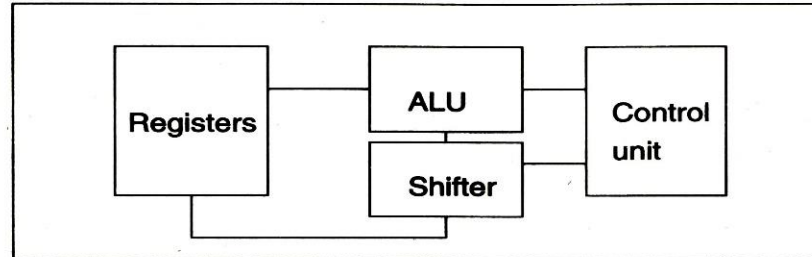 Registers
ALU
Shifter
Control
unit